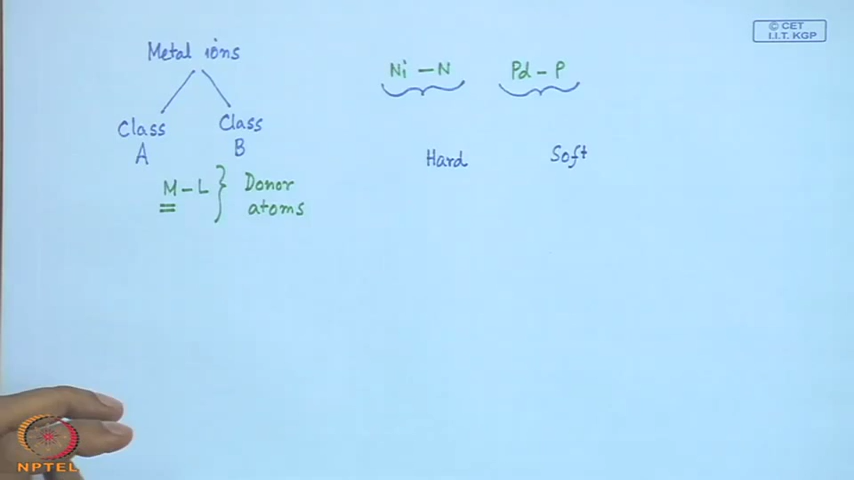 © CET
I.I.T. KGP
Metal ions
Class A
Class B
M - L } Donor atoms
Ni - N
Pd - P
Hard
Soft
NPTEL